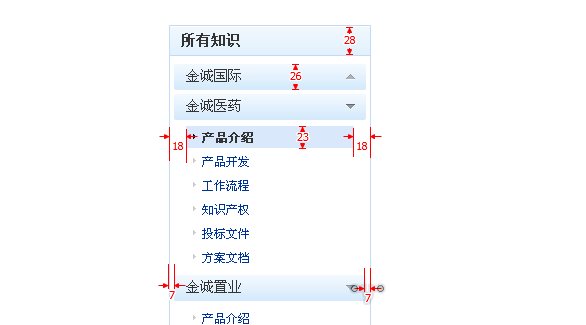 所有知识
28
金诚国际
26
金诚医药
产品介绍
23
18
18
产品开发
工作流程
知识产权
投标文件
方案文档
金诚置业
7
7
产品介绍